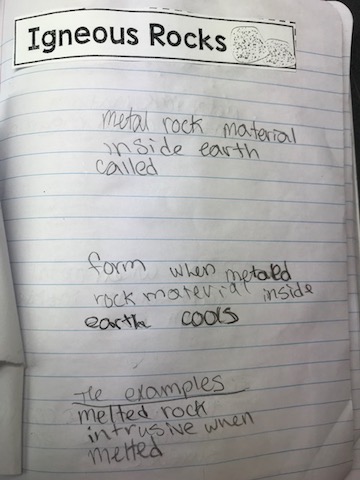 Igneous Rocks
metal rock material
inside earth
called
form when metaled
rock material inside
earth cools
The examples
melted rock
intrusive when
melted